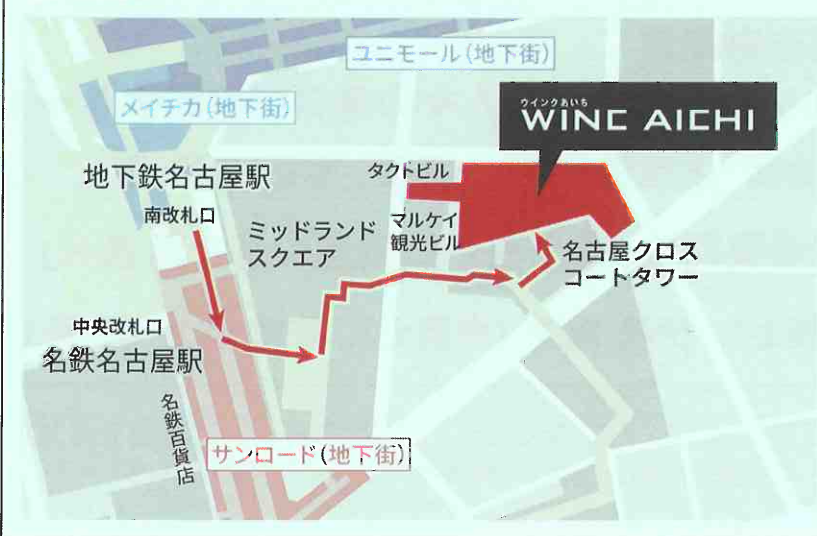 ユニモール(地下街)
メイチカ(地下街)
ウインクあいち
WINC AICHI
地下鉄名古屋駅
南改札口
タクトビル
マルケイ
観光ビル
ミッドランド
スクエア
名古屋クロス
コートタワー
中央改札口
名鉄名古屋駅
名鉄百貨店
サンロード(地下街)